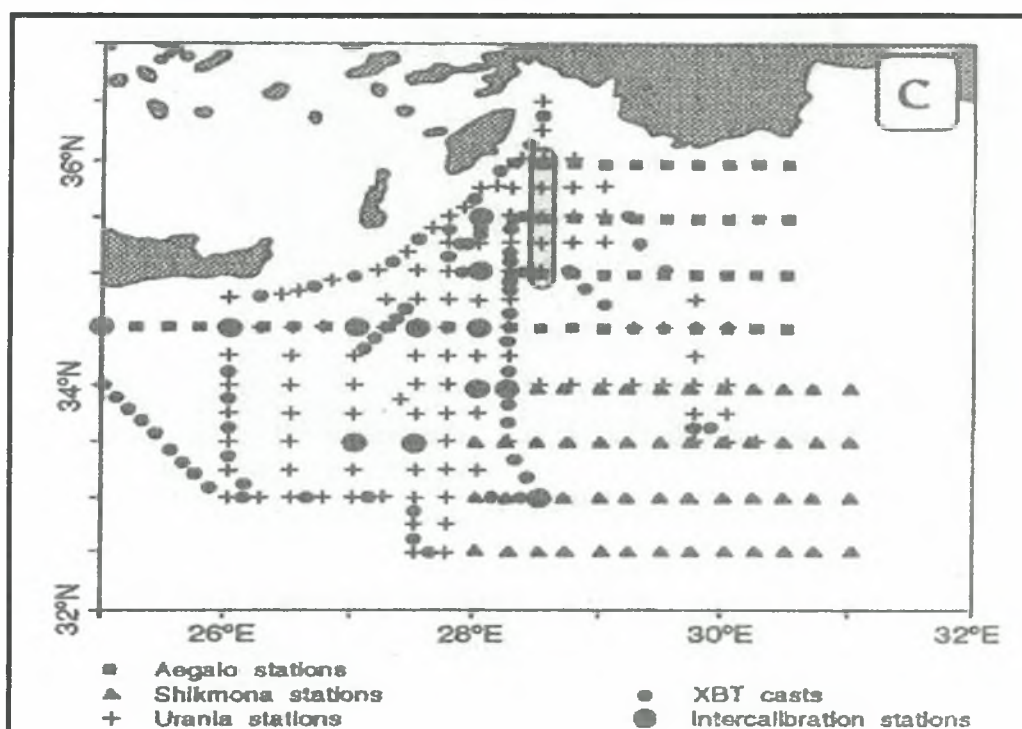 C
36°N
34°N
32°N
26°E 28°E 30°E 32°E
Aegaio stations
Shikmona stations
Urania stations
XBT casts
Intercalibration stations